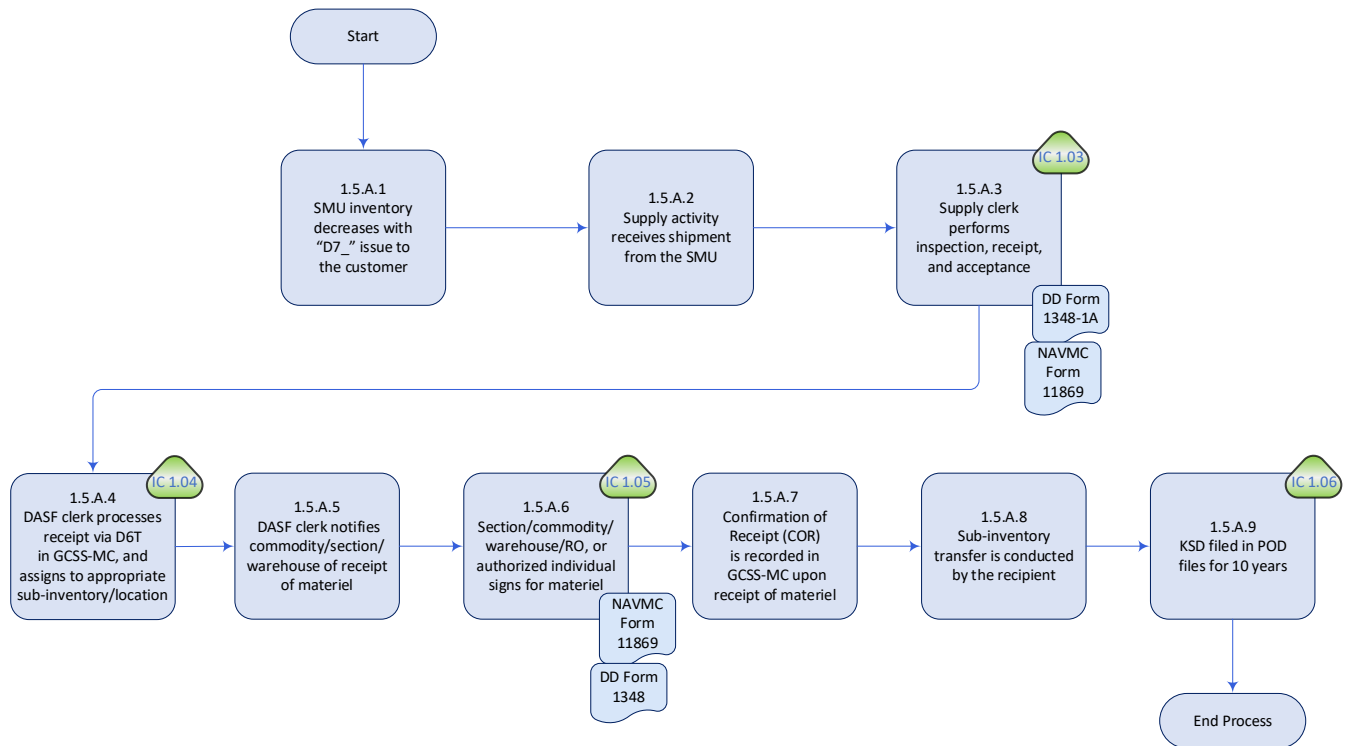 Start
1.5.A.1
SMU inventory
decreases with
“D7_” issue to
the customer
1.5.A.2
Supply activity
receives shipment
from the SMU
IC 1.03
1.5.A.3
Supply clerk
performs
inspection, receipt,
and acceptance
DD Form
1348-1A
NAVMC
Form
11869
IC 1.04
1.5.A.4
DASF clerk processes
receipt via D6T
in GCSS-MC, and
assigns to appropriate
sub-inventory/location
1.5.A.5
DASF clerk notifies
commodity/section/
warehouse of receipt
of materiel
IC 1.05
1.5.A.6
Section/commodity/
warehouse/RO, or
authorized individual
signs for materiel
NAVMC
Form
11869
DD Form
1348
1.5.A.7
Confirmation of
Receipt (COR)
is recorded in
GCSS-MC upon
receipt of materiel
1.5.A.8
Sub-inventory
transfer is conducted
by the recipient
IC 1.06
1.5.A.9
KSD filed in POD
files for 10 years
End Process